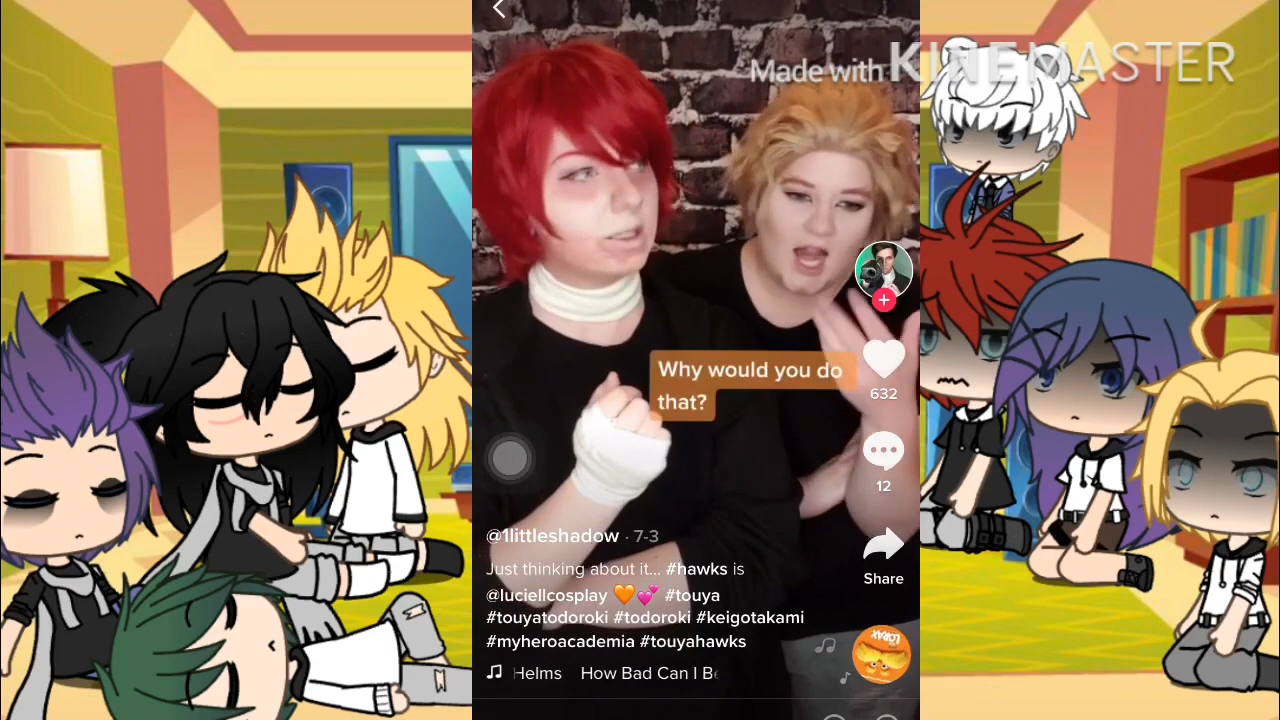 Made with KINEMASTER
Why would you do
that?
632
12
Share
@1littleshadow · 7-3
Just thinking about it... #hawks is
@luciellcosplay 🧡💕 #touya
#touyatodoroki #todoroki #keigotakami
#myheroacademia #touyahawks
Helms How Bad Can I Be
LORAX